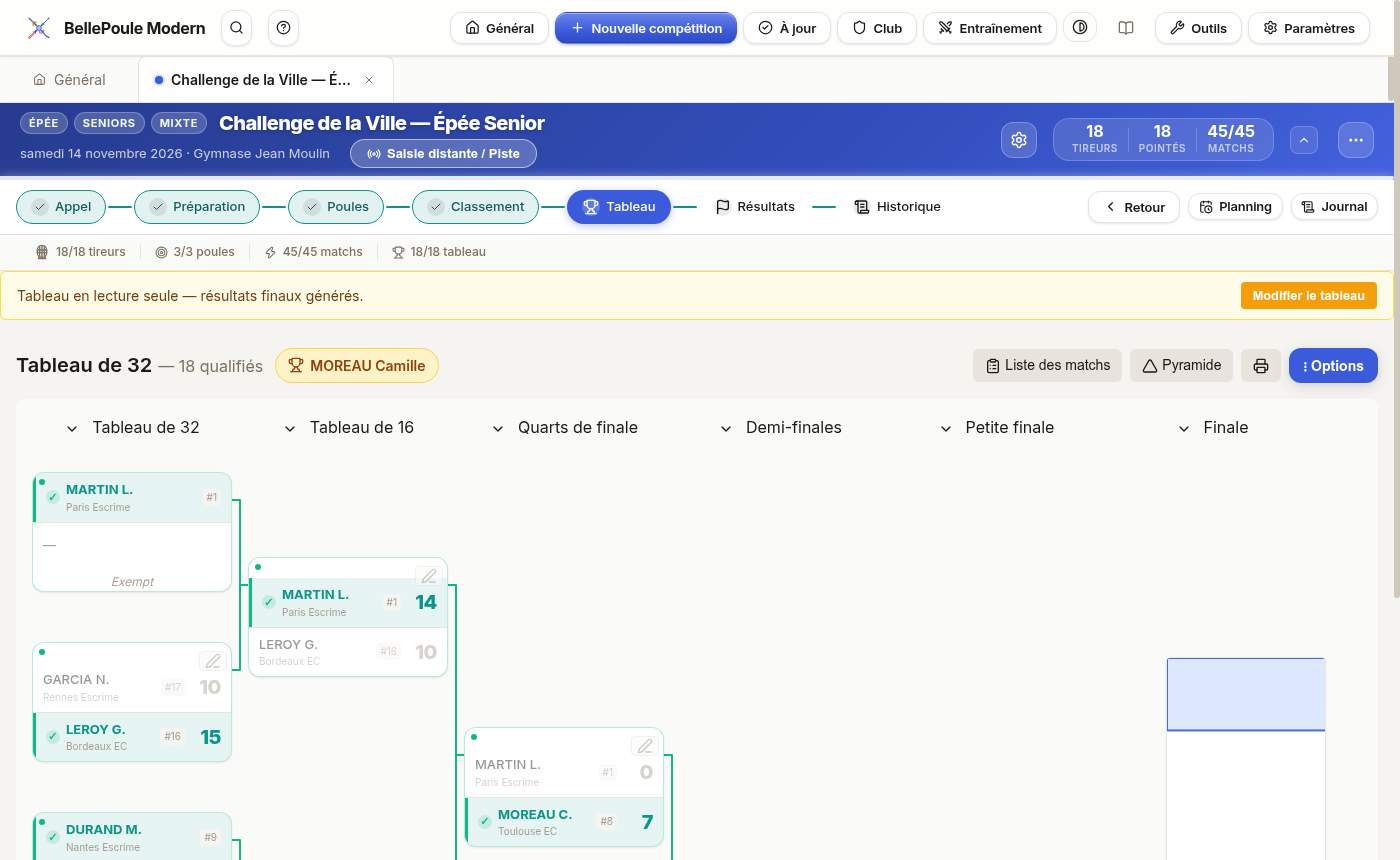 BellePoule Modern
Général
Nouvelle compétition
À jour
Club
Entraînement
Outils
Paramètres
Général
Challenge de la Ville — É...
ÉPÉE
SENIORS
MIXTE
Challenge de la Ville — Épée Senior
samedi 14 novembre 2026 · Gymnase Jean Moulin
Saisie distante / Piste
18
TIREURS
18
POINTÉS
45/45
MATCHS
Appel
Préparation
Poules
Classement
Tableau
Résultats
Historique
Retour
Planning
Journal
18/18 tireurs
3/3 poules
45/45 matchs
18/18 tableau
Tableau en lecture seule — résultats finaux générés.
Modifier le tableau
Tableau de 32 — 18 qualifiés
MOREAU Camille
Liste des matchs
Pyramide
Options
Tableau de 32
Tableau de 16
Quarts de finale
Demi-finales
Petite finale
Finale
MARTIN L.
Paris Escrime
#1
—
Exempt
MARTIN L.
Paris Escrime
#1
14
LEROY G.
Bordeaux EC
#16
10
GARCIA N.
Rennes Escrime
#17
10
LEROY G.
Bordeaux EC
#16
15
MARTIN L.
Paris Escrime
#1
0
MOREAU C.
Toulouse EC
#8
7
DURAND M.
Nantes Escrime
#9